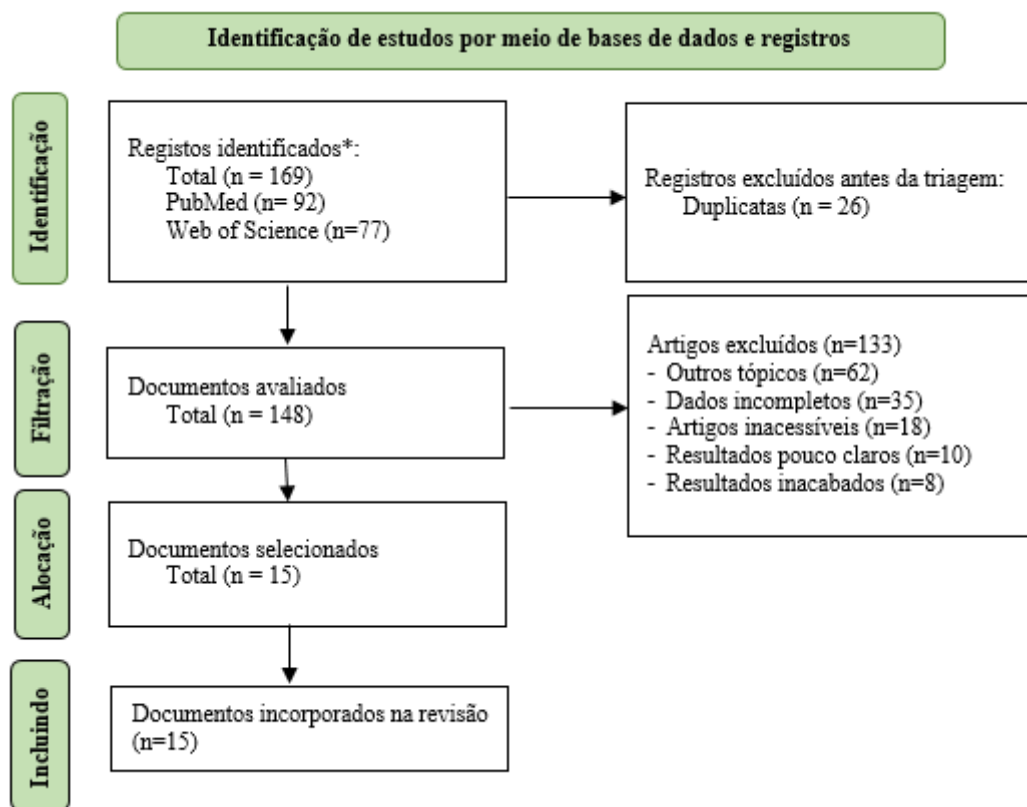 Identificação de estudos por meio de bases de dados e registros
Identificação
Registos identificados*:
Total (n = 169)
PubMed (n= 92)
Web of Science (n=77)
Registros excluídos antes da triagem:
Duplicatas (n = 26)
Filtração
Documentos avaliados
Total (n = 148)
Artigos excluídos (n=133)
- Outros tópicos (n=62)
- Dados incompletos (n=35)
- Artigos inacessíveis (n=18)
- Resultados pouco claros (n=10)
- Resultados inacabados (n=8)
Alocação
Documentos selecionados
Total (n = 15)
Incluindo
Documentos incorporados na revisão
(n=15)